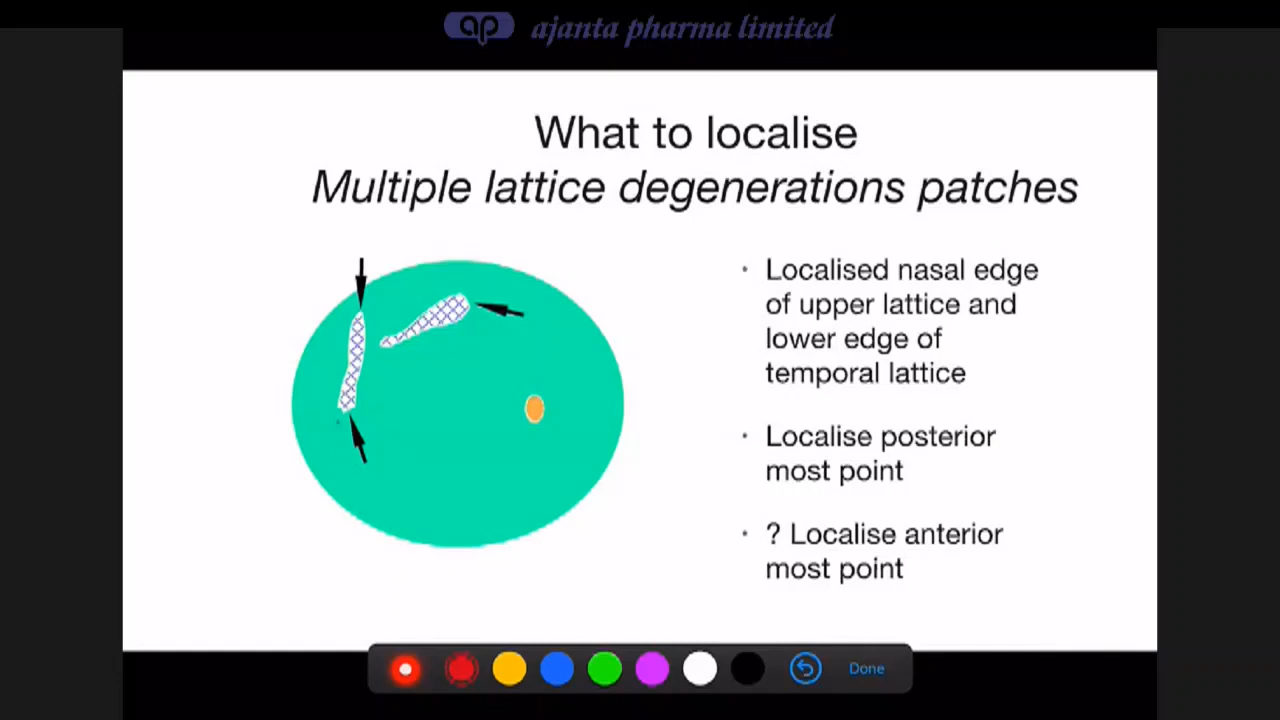 ap ajanta pharma limited
What to localise
Multiple lattice degenerations patches
• Localised nasal edge
of upper lattice and
lower edge of
temporal lattice
• Localise posterior
most point
• ? Localise anterior
most point
Done